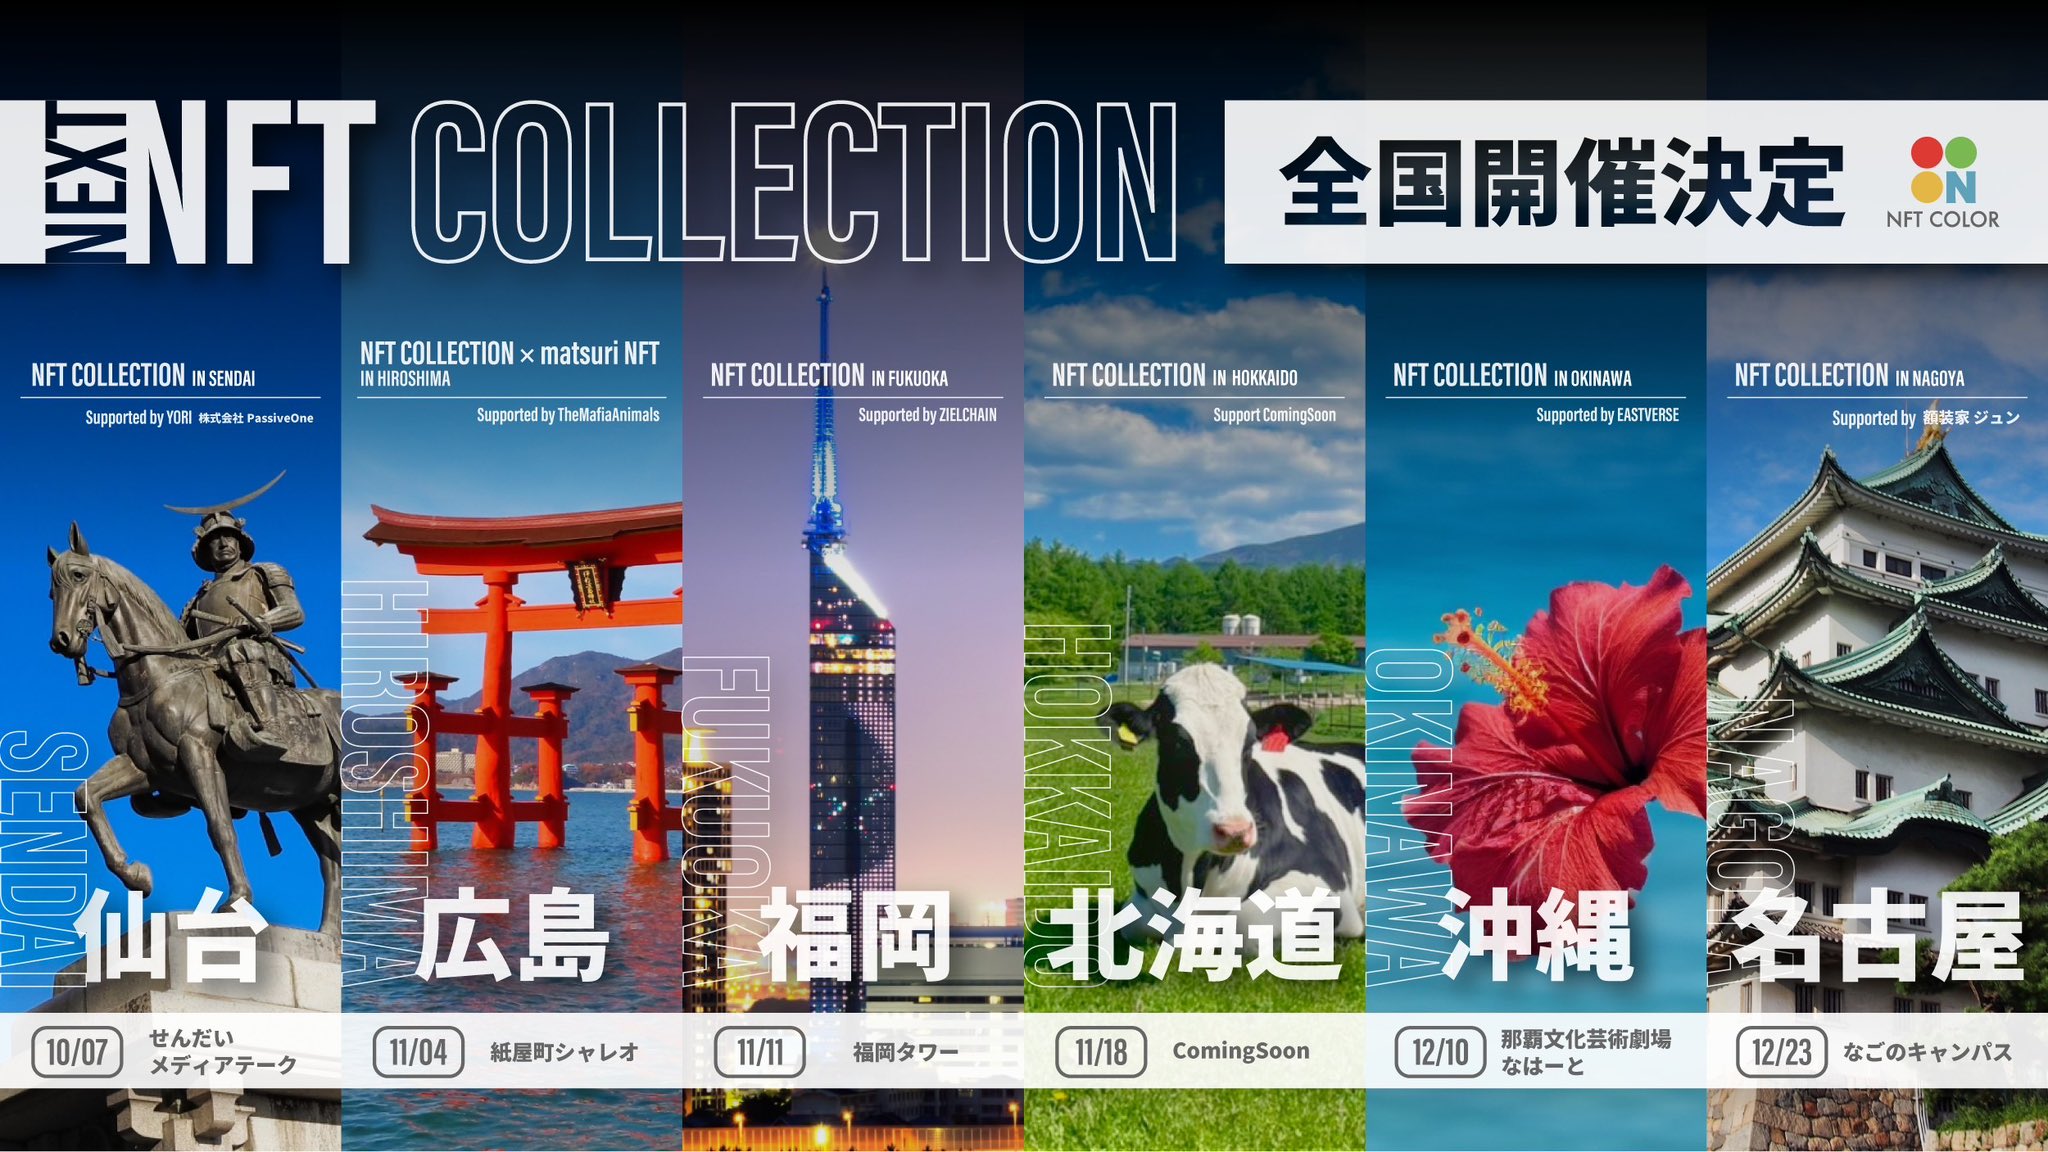 NEXT
NFT COLLECTION
全国開催決定
NFT COLOR
NFT COLLECTION IN SENDAI
Supported by YORI 株式会社 PassiveOne
SENDAI
仙台
10/07
せんだい
メディアテーク
NFT COLLECTION × matsuri NFT
IN HIROSHIMA
Supported by TheMafiaAnimals
HIROSHIMA
広島
11/04
紙屋町シャレオ
NFT COLLECTION IN FUKUOKA
Supported by ZIELCHAIN
FUKUOKA
福岡
11/11
福岡タワー
NFT COLLECTION IN HOKKAIDO
Support ComingSoon
HOKKAIDO
北海道
11/18
ComingSoon
NFT COLLECTION IN OKINAWA
Supported by EASTVERSE
OKINAWA
沖縄
12/10
那覇文化芸術劇場
なはーと
NFT COLLECTION IN NAGOYA
Supported by 額装家 ジュン
NAGOYA
名古屋
12/23
なごのキャンパス